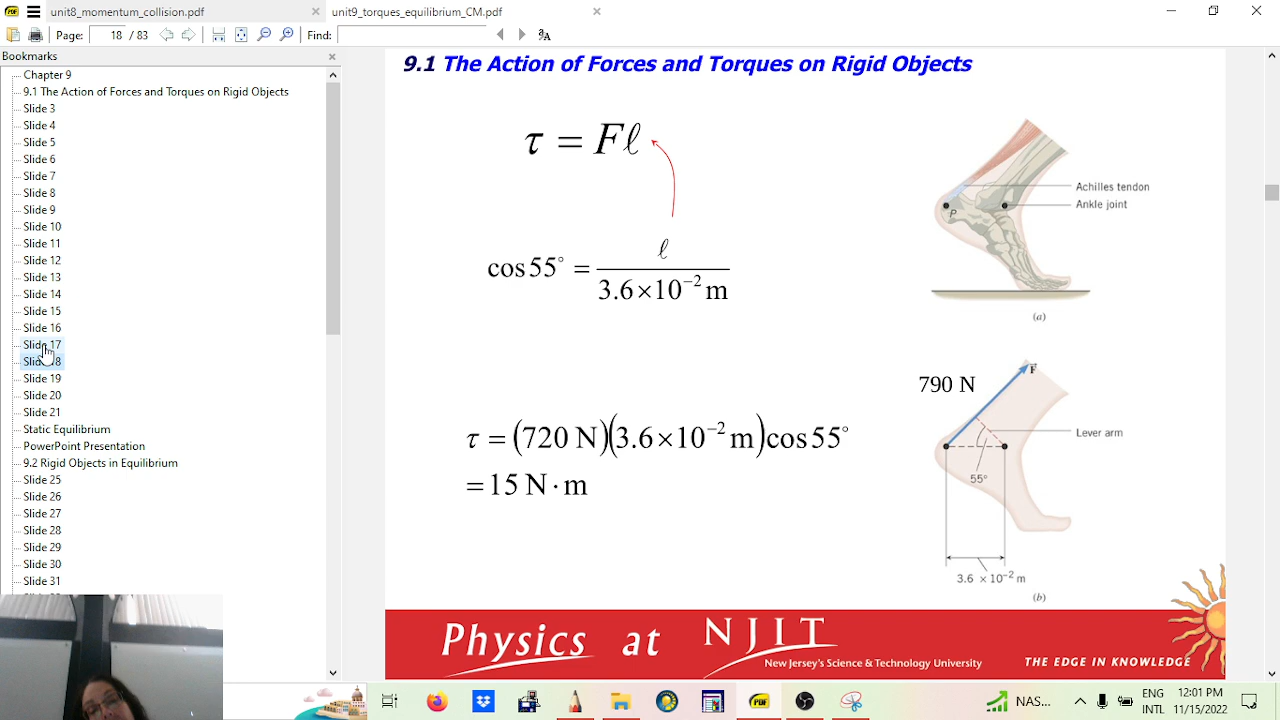 unit8_momentum_collision.pdf
unit9_torques_equilibrium_CM.pdf
Page: 18 / 83 Find:
Bookmarks
Chapter 9
9.1 The Action of Forces and Torques on Rigid Objects
Slide 3
Slide 4
Slide 5
Slide 6
Slide 7
Slide 8
Slide 9
Slide 10
Slide 11
Slide 12
Slide 13
Slide 14
Slide 15
Slide 16
Slide 17
Slide 18
Slide 19
Slide 20
Slide 21
Static Equilibrium
PowerPoint Presentation
9.2 Rigid Objects in Equilibrium
Slide 25
Slide 26
Slide 27
Slide 28
Slide 29
Slide 30
Slide 31
9.1 The Action of Forces and Torques on Rigid Objects
τ = Fℓ
cos 55° = ℓ / 3.6×10⁻² m
τ = (720 N)(3.6×10⁻² m)cos 55°
= 15 N·m
Achilles tendon
P
Ankle joint
(a)
790 N
F
Lever arm
55°
3.6 × 10⁻² m
(b)
Physics at NJIT
New Jersey's Science & Technology University
THE EDGE IN KNOWLEDGE
NAS...
ENG
INTL
12:01 PM
11/15/2022